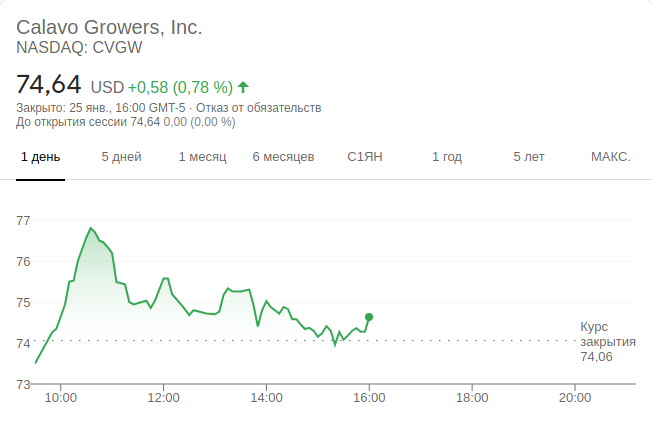 Calavo Growers, Inc.
NASDAQ: CVGW
74,64 USD +0,58 (0,78 %)
Закрыто: 25 янв., 16:00 GMT-5 · Отказ от обязательств
До открытия сессии 74,64 0,00 (0,00 %)
1 день 5 дней 1 месяц 6 месяцев С1ЯН 1 год 5 лет МАКС.
77
76
75
74
73
Курс
закрытия
74,06
10:00 12:00 14:00 16:00 18:00 20:00